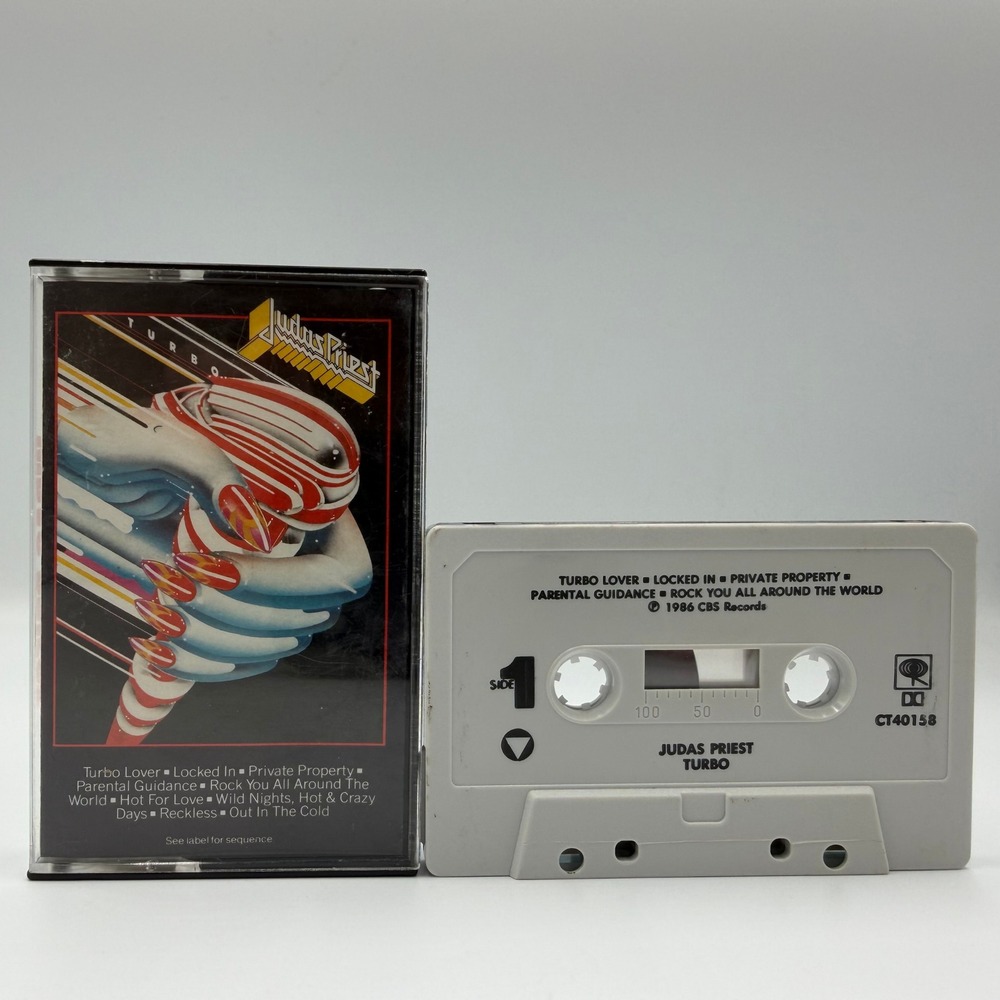 TURBO
Judas Priest
Turbo Lover ▪ Locked In ▪ Private Property ▪
Parental Guidance ▪ Rock You All Around The
World ▪ Hot For Love ▪ Wild Nights, Hot & Crazy
Days ▪ Reckless ▪ Out In The Cold
See label for sequence
TURBO LOVER ▪ LOCKED IN ▪ PRIVATE PROPERTY ▪
PARENTAL GUIDANCE ▪ ROCK YOU ALL AROUND THE WORLD
℗ 1986 CBS Records
SIDE 1
100 50 0
CT40158
JUDAS PRIEST
TURBO